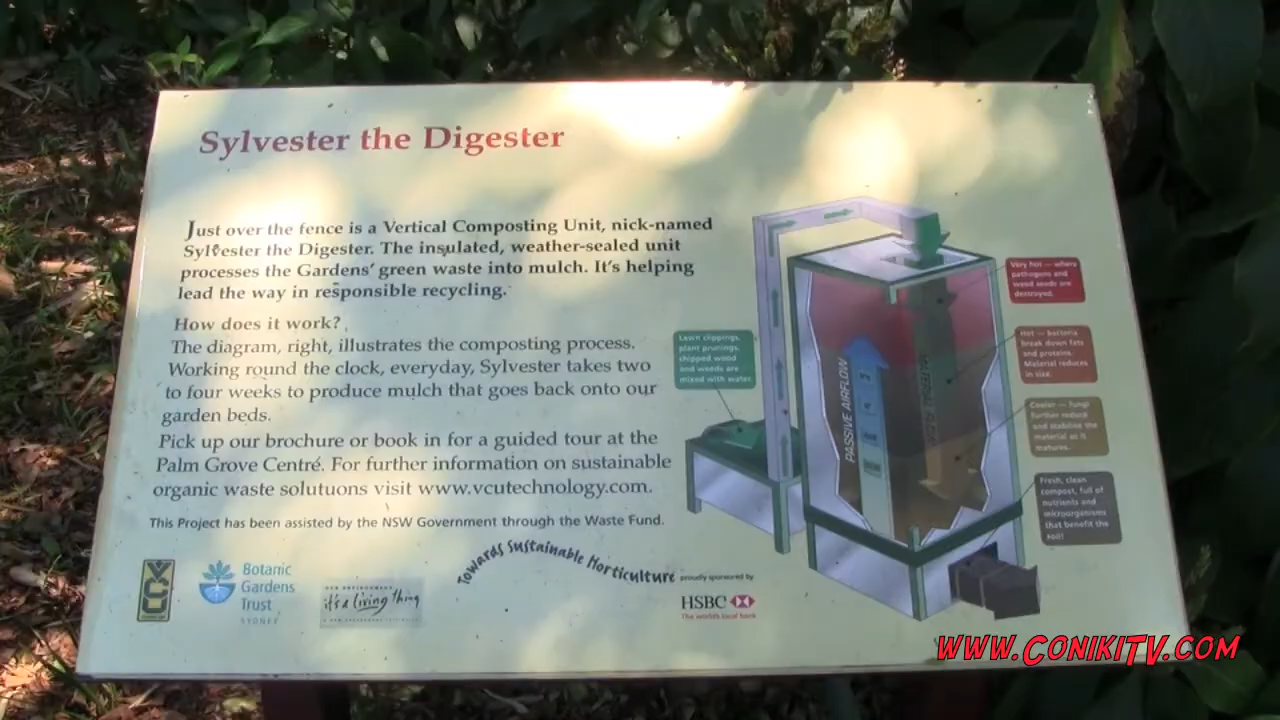 Sylvester the Digester
Just over the fence is a Vertical Composting Unit, nick-named
Sylvester the Digester. The insulated, weather-sealed unit
processes the Gardens' green waste into mulch. It's helping
lead the way in responsible recycling.
How does it work?
The diagram, right, illustrates the composting process.
Working round the clock, everyday, Sylvester takes two
to four weeks to produce mulch that goes back onto our
garden beds.
Pick up our brochure or book in for a guided tour at the
Palm Grove Centre. For further information on sustainable
organic waste solutuons visit www.vcutechnology.com.
This Project has been assisted by the NSW Government through the Waste Fund.
VCU
Botanic
Gardens
Trust
SYDNEY
it's a living thing
Towards Sustainable Horticulture
proudly sponsored by
HSBC
The world's local bank
Lawn clippings,
plant prunings,
chipped wood
and weeds are
mixed with water.
PASSIVE AIRFLOW
Very hot — where
pathogens and
weed seeds are
destroyed.
Hot — bacteria
break down fats
and proteins.
Material reduces
in size.
Cooler — fungi
further reduce
and stabilise the
material as it
matures.
Fresh, clean
compost, full of
nutrients and
microorganisms
that benefit the
soil!
WWW.CONIKITV.COM